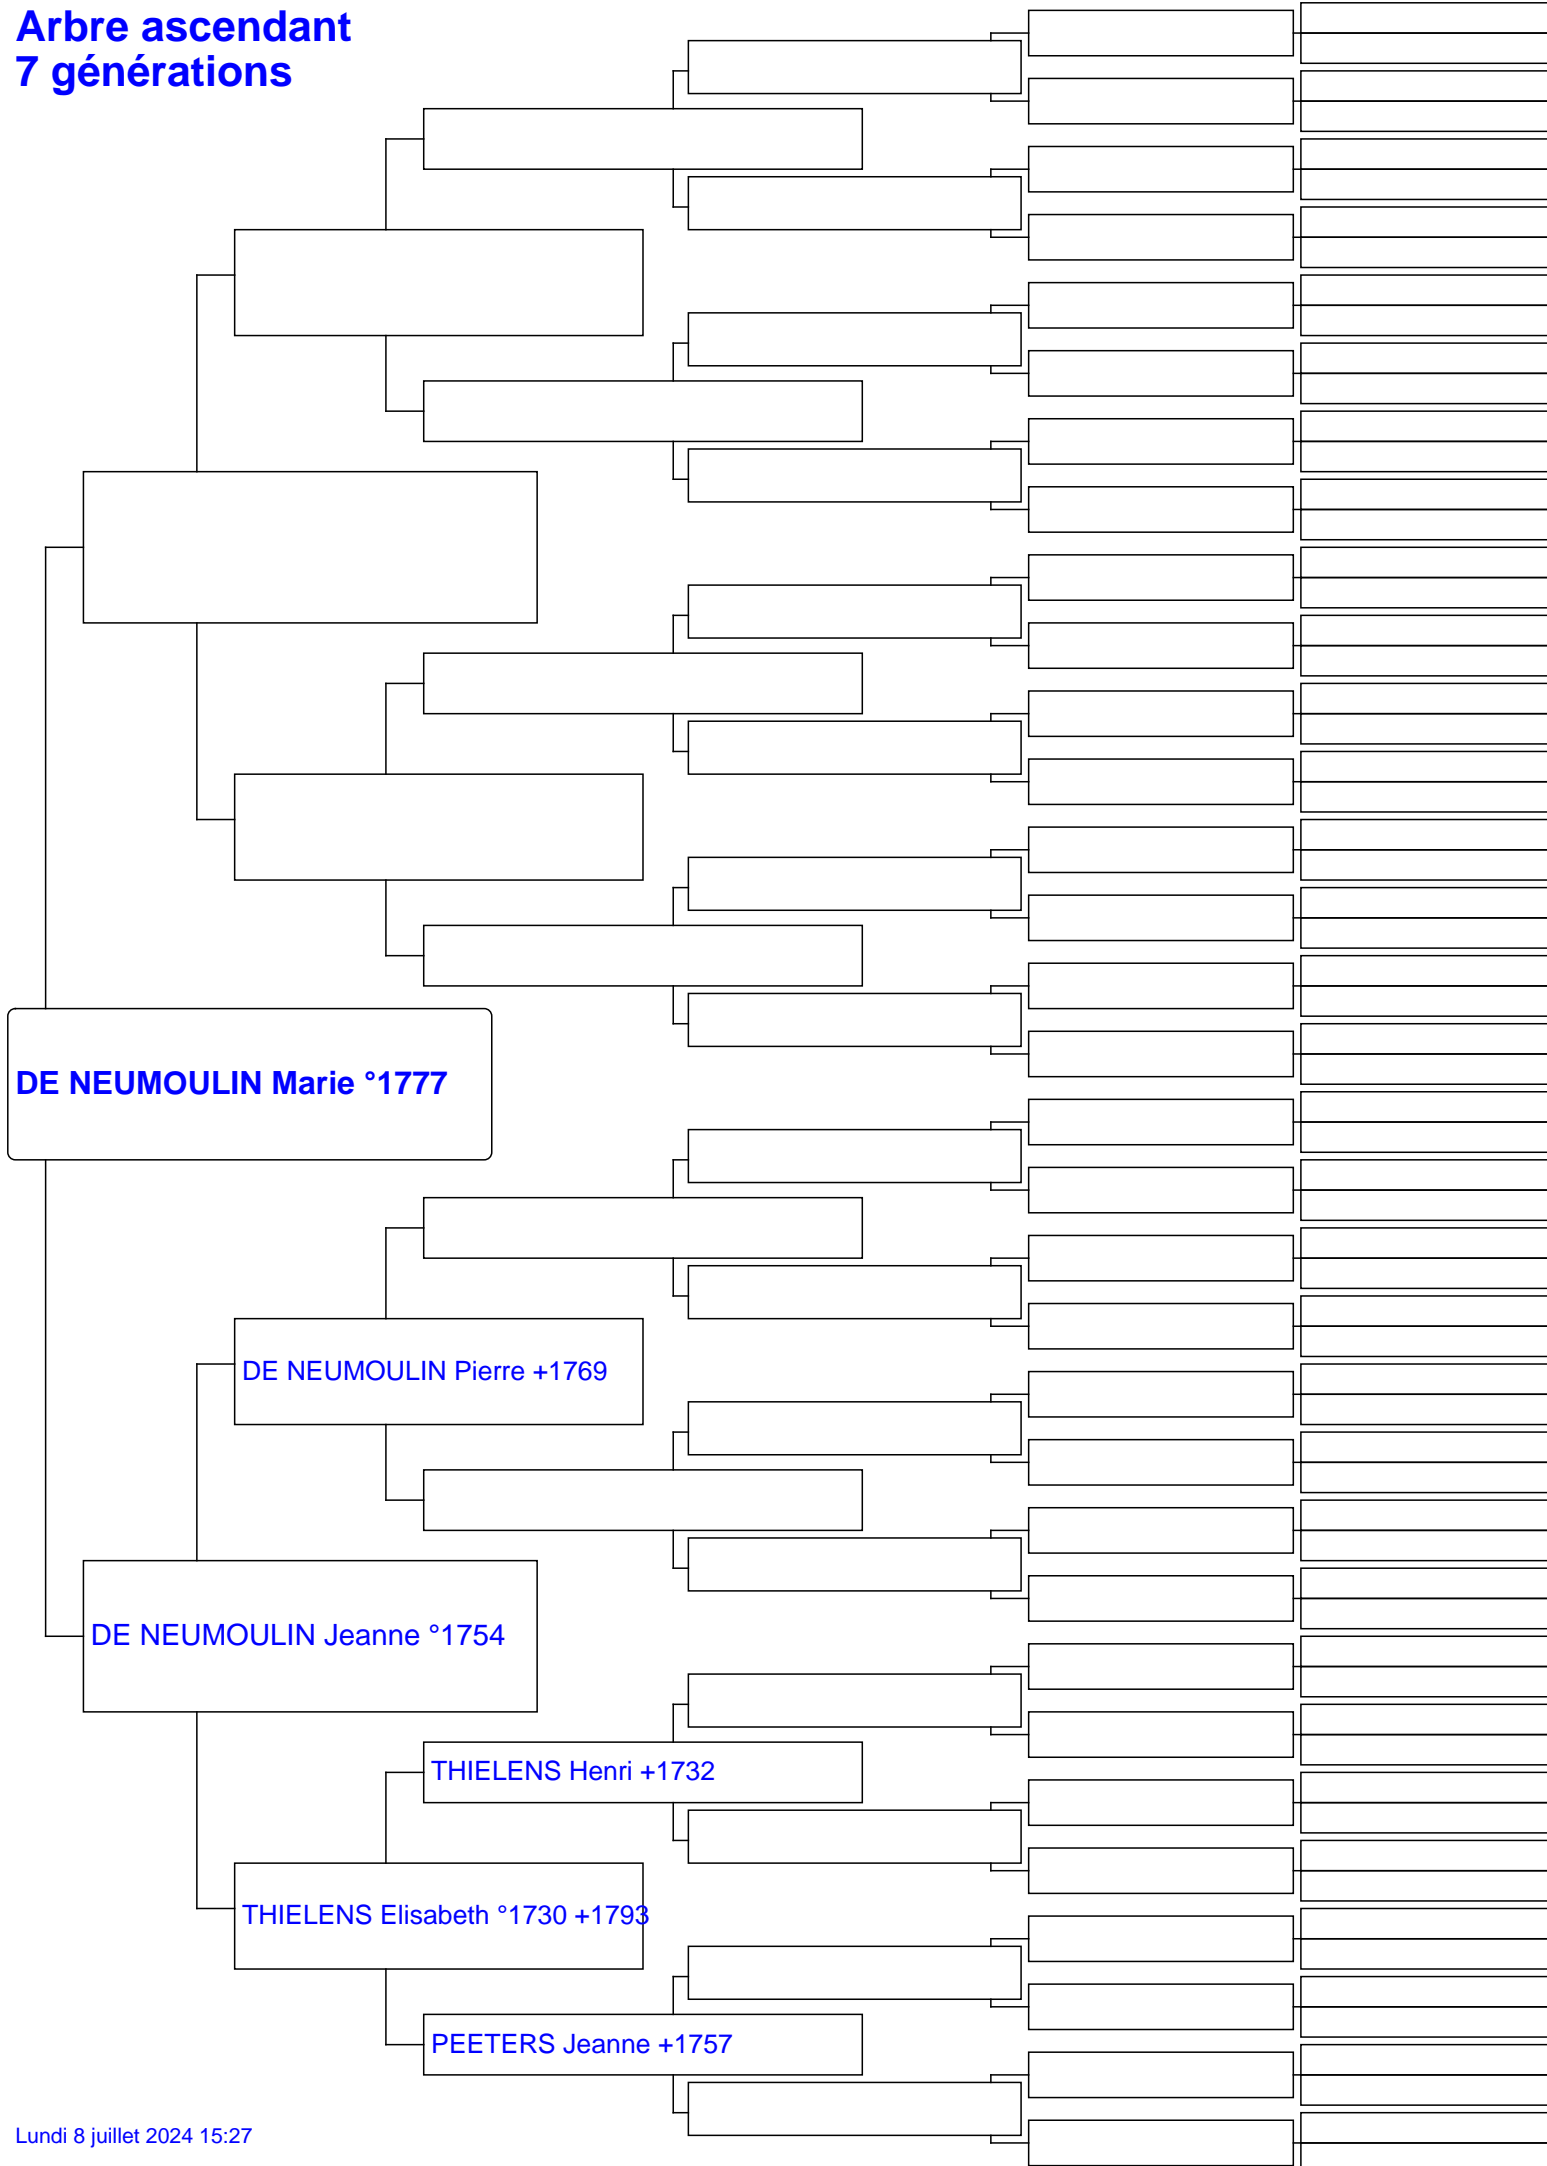 Arbre ascendant
7 générations
DE NEUMOULIN Marie °1777
DE NEUMOULIN Pierre +1769
DE NEUMOULIN Jeanne °1754
THIELENS Henri +1732
THIELENS Elisabeth °1730 +1793
PEETERS Jeanne +1757
Lundi 8 juillet 2024 15:27